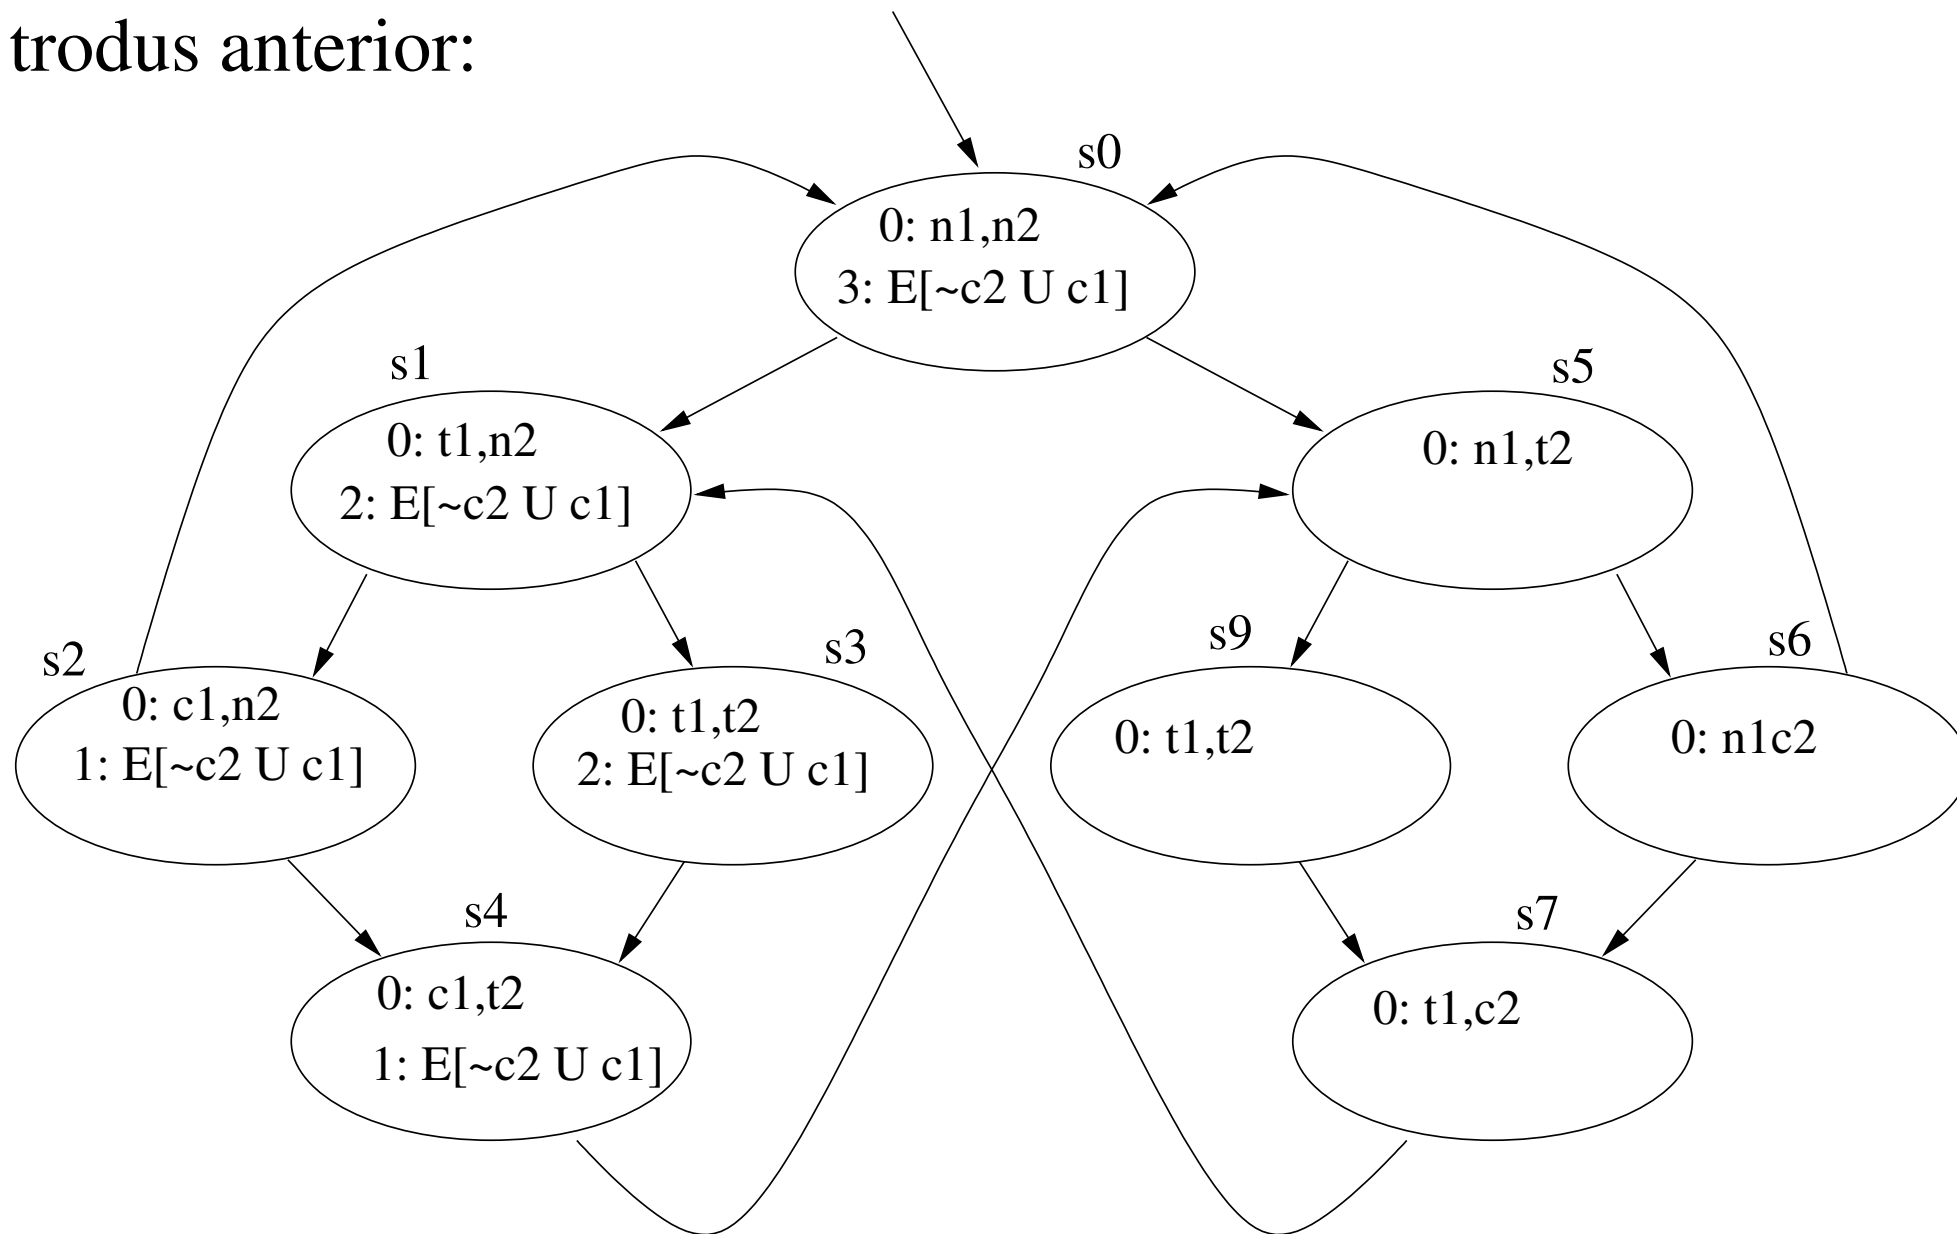 trodus anterior:
s0
0: n1,n2
3: E[~c2 U c1]
s1
0: t1,n2
2: E[~c2 U c1]
s5
0: n1,t2
s2
0: c1,n2
1: E[~c2 U c1]
s3
0: t1,t2
2: E[~c2 U c1]
s9
0: t1,t2
s6
0: n1c2
s4
0: c1,t2
1: E[~c2 U c1]
s7
0: t1,c2